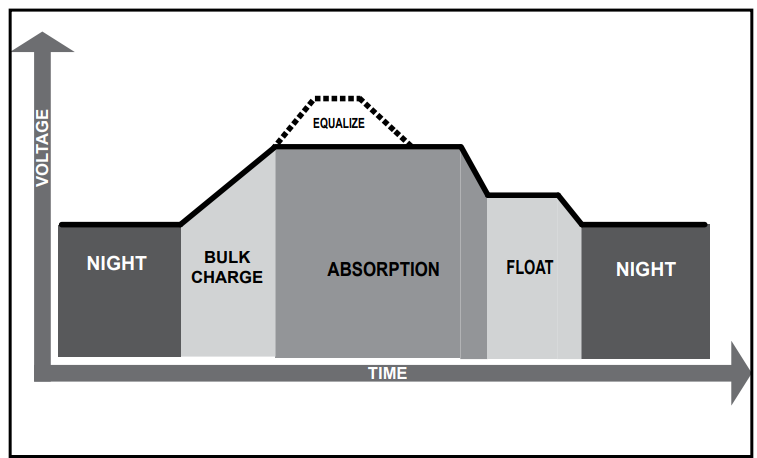 EQUALIZE
VOLTAGE
NIGHT
BULK
CHARGE
ABSORPTION
FLOAT
NIGHT
TIME